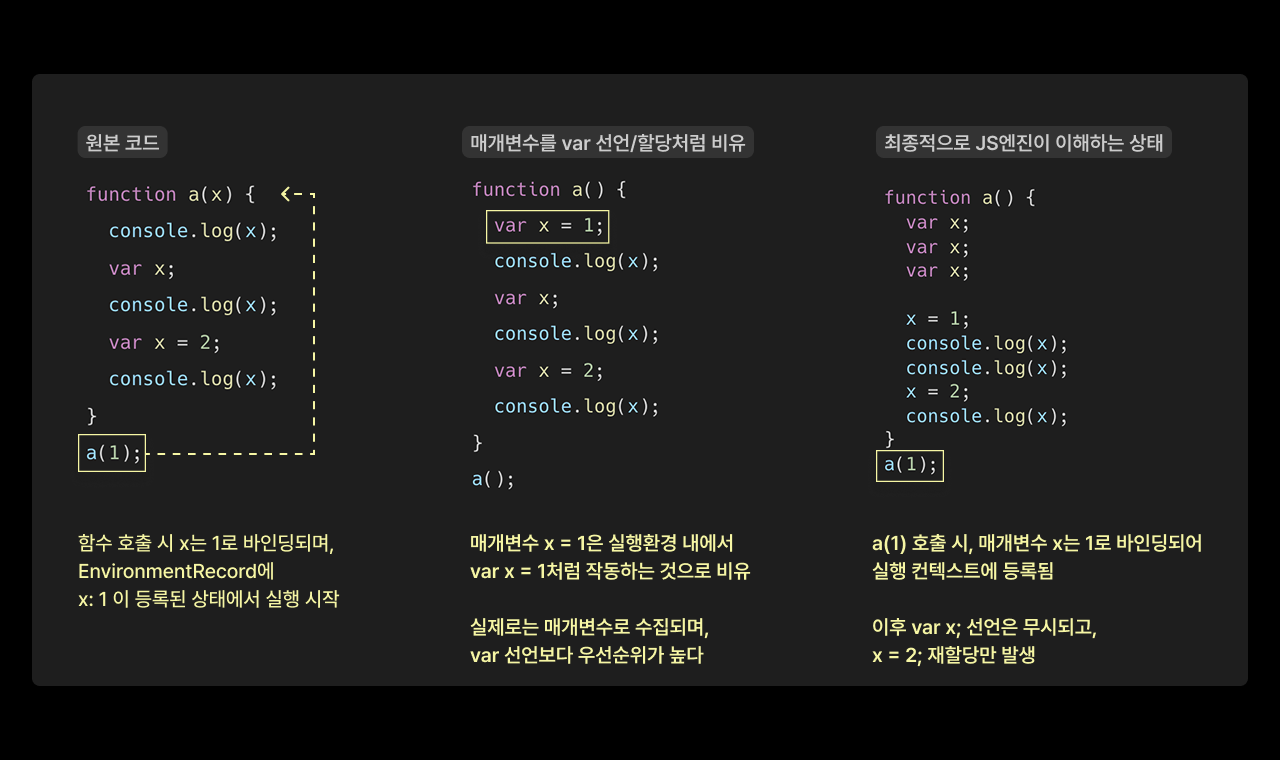 원본 코드
function a(x) {
console.log(x);
var x;
console.log(x);
var x = 2;
console.log(x);
}
a(1);
함수 호출 시 x는 1로 바인딩되며,
EnvironmentRecord에
x: 1 이 등록된 상태에서 실행 시작
매개변수를 var 선언/할당처럼 비유
function a() {
var x = 1;
console.log(x);
var x;
console.log(x);
var x = 2;
console.log(x);
}
a();
매개변수 x = 1은 실행환경 내에서
var x = 1처럼 작동하는 것으로 비유
실제로는 매개변수로 수집되며,
var 선언보다 우선순위가 높다
최종적으로 JS엔진이 이해하는 상태
function a() {
var x;
var x;
var x;
x = 1;
console.log(x);
console.log(x);
x = 2;
console.log(x);
}
a(1);
a(1) 호출 시, 매개변수 x는 1로 바인딩되어
실행 컨텍스트에 등록됨
이후 var x; 선언은 무시되고,
x = 2; 재할당만 발생